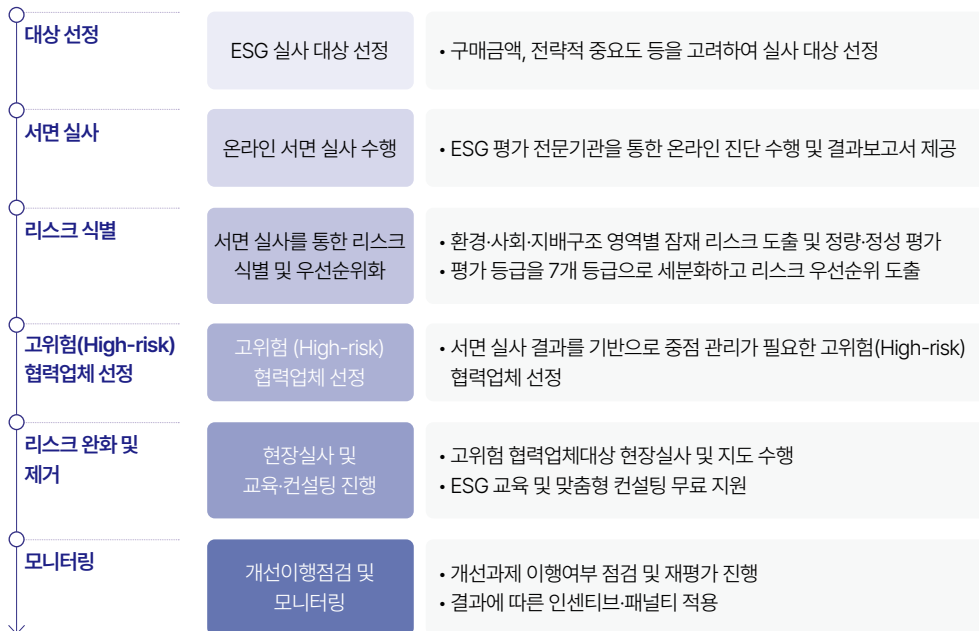 대상 선정
ESG 실사 대상 선정
• 구매금액, 전략적 중요도 등을 고려하여 실사 대상 선정
서면 실사
온라인 서면 실사 수행
• ESG 평가 전문기관을 통한 온라인 진단 수행 및 결과보고서 제공
리스크 식별
서면 실사를 통한 리스크
식별 및 우선순위화
• 환경·사회·지배구조 영역별 잠재 리스크 도출 및 정량·정성 평가
• 평가 등급을 7개 등급으로 세분화하고 리스크 우선순위 도출
고위험(High-risk)
협력업체 선정
고위험 (High-risk)
협력업체 선정
• 서면 실사 결과를 기반으로 중점 관리가 필요한 고위험(High-risk)
협력업체 선정
리스크 완화 및
제거
현장실사 및
교육·컨설팅 진행
• 고위험 협력업체대상 현장실사 및 지도 수행
• ESG 교육 및 맞춤형 컨설팅 무료 지원
모니터링
개선이행점검 및
모니터링
• 개선과제 이행여부 점검 및 재평가 진행
• 결과에 따른 인센티브·패널티 적용